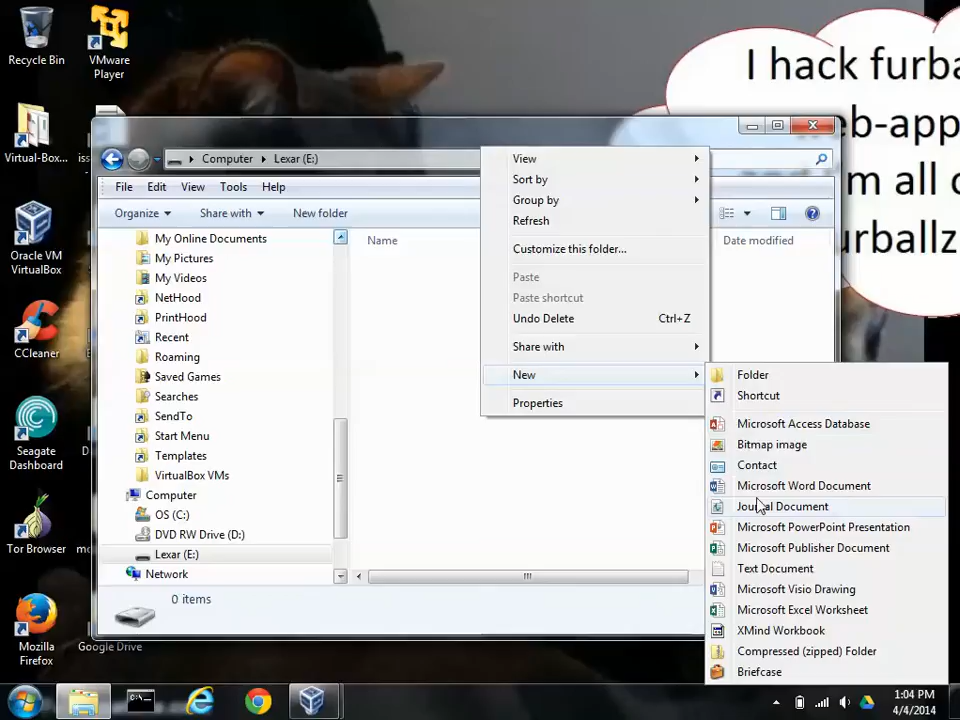 Recycle Bin
VMware
Player
Virtual-Box...
Oracle VM
VirtualBox
CCleaner
Seagate
Dashboard
Tor Browser
Mozilla
Firefox
Google Drive
I hack
and
all
Computer
Lexar (E:)
File
Edit
View
Tools
Help
Organize
Share with
New folder
Name
Date modified
My Online Documents
My Pictures
My Videos
NetHood
PrintHood
Recent
Roaming
Saved Games
Searches
SendTo
Start Menu
Templates
VirtualBox VMs
Computer
OS (C:)
DVD RW Drive (D:)
Lexar (E:)
Network
0 items
View
Sort by
Group by
Refresh
Customize this folder...
Paste
Paste shortcut
Undo Delete Ctrl+Z
Share with
New
Properties
Folder
Shortcut
Microsoft Access Database
Bitmap image
Contact
Microsoft Word Document
Journal Document
Microsoft PowerPoint Presentation
Microsoft Publisher Document
Text Document
Microsoft Visio Drawing
Microsoft Excel Worksheet
XMind Workbook
Compressed (zipped) Folder
Briefcase
1:04 PM
4/4/2014